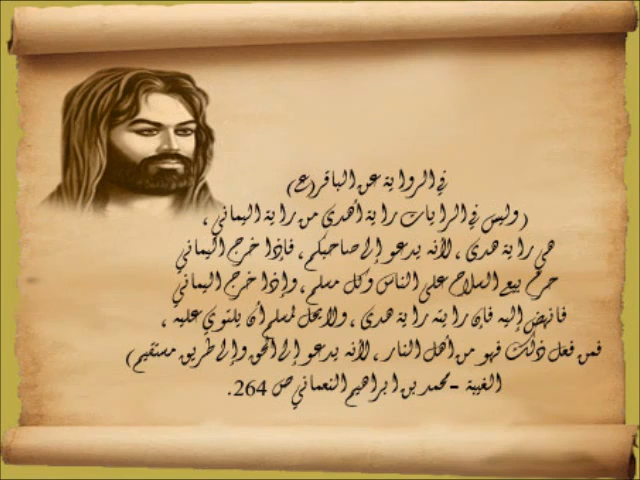 في الرواية عن الباقر(ع)
( وليس في الرايات راية أهدى من راية اليماني ،
هي راية هدى ، لأنه يدعو إلى صاحبكم ، فإذا خرج اليماني
حرم بيع السلاح على الناس وكل مسلم ، وإذا خرج اليماني
فانهض إليه فإن رايته راية هدى ، ولا يحل لمسلم أن يلتوي عليه ،
فمن فعل ذلك فهو من أهل النار ، لأنه يدعو إلى الحق وإلى طريق مستقيم)
الغيبة -محمد بن ابراهيم النعماني ص 264.